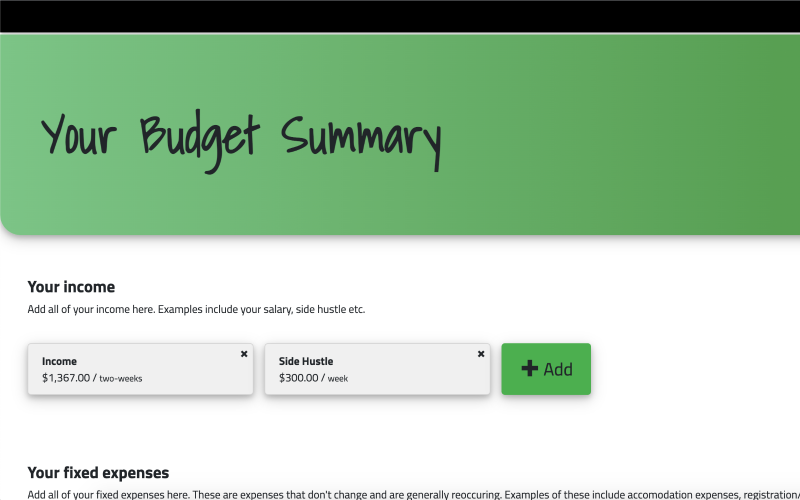 Your Budget Summary
Your income
Add all of your income here. Examples include your salary, side hustle etc.
Income
$1,367.00 / two-weeks
Side Hustle
$300.00 / week
Add
Your fixed expenses
Add all of your fixed expenses here. These are expenses that don't change and are generally reoccuring. Examples of these include accomodation expenses, registration/